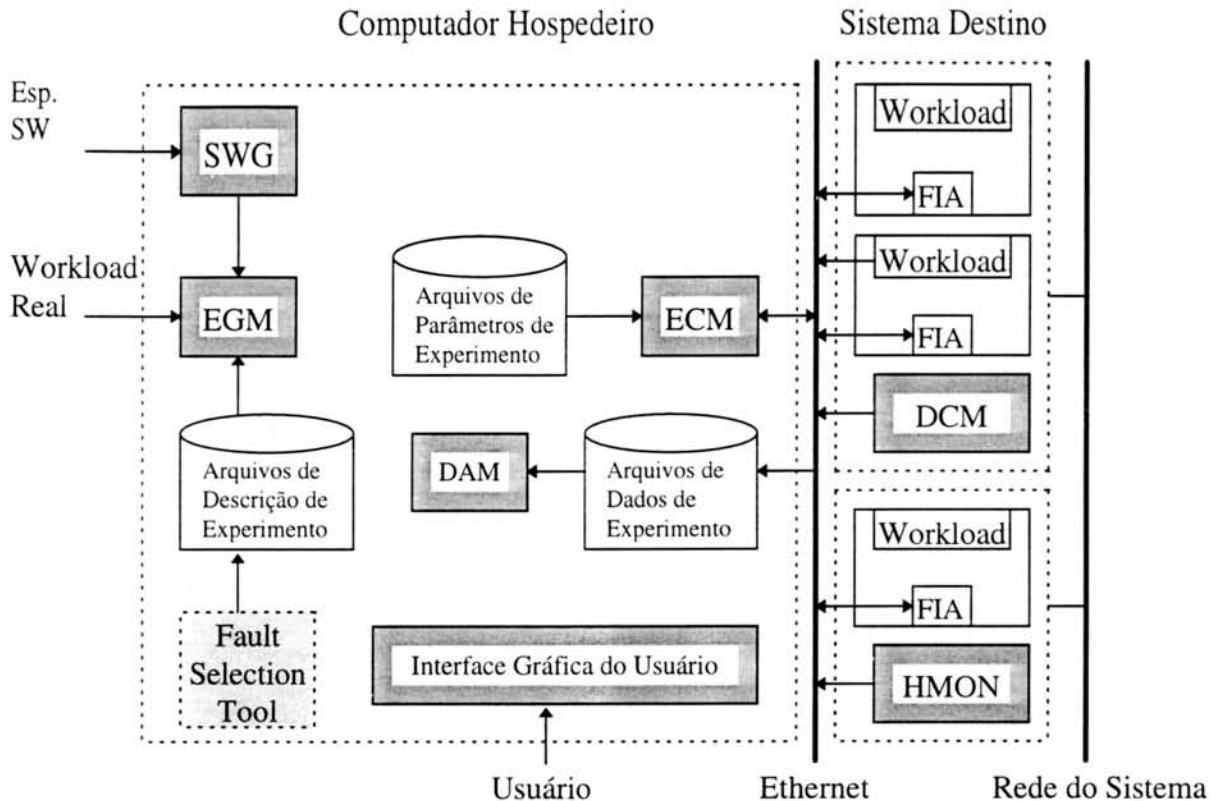 Computador Hospedeiro
Sistema Destino
Esp.
SW
SWG
Workload
Real
EGM
Arquivos de
Parâmetros de
Experimento
ECM
Arquivos de
Descrição de
Experimento
DAM
Arquivos de
Dados de
Experimento
Fault
Selection
Tool
Interface Gráfica do Usuário
Workload
FIA
Workload
FIA
DCM
Workload
FIA
HMON
Usuário
Ethernet
Rede do Sistema